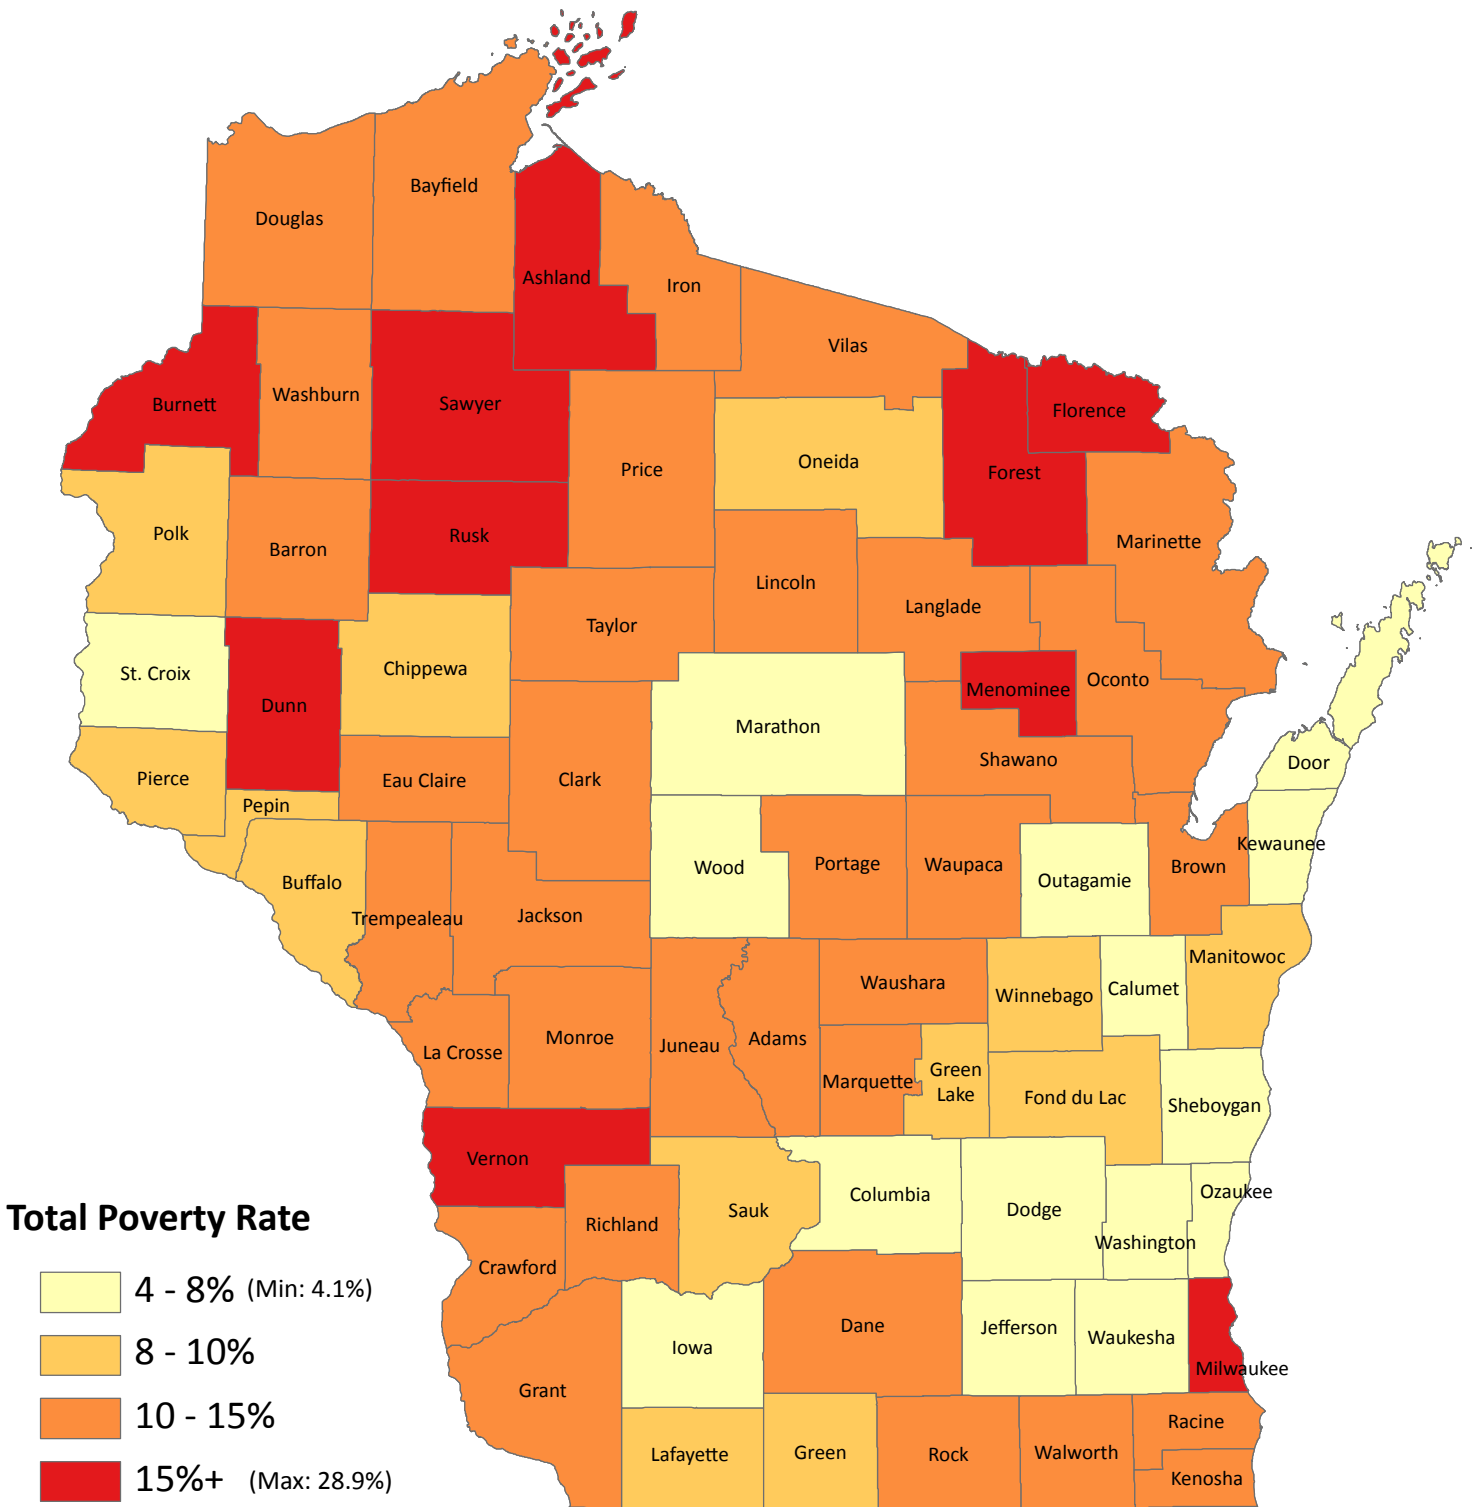 Bayfield
Douglas
Ashland
Iron
Vilas
Washburn
Burnett
Sawyer
Florence
Oneida
Price
Forest
Polk
Rusk
Barron
Marinette
Lincoln
Langlade
Taylor
St. Croix
Chippewa
Menominee
Oconto
Dunn
Marathon
Shawano
Door
Pierce
Eau Claire
Clark
Pepin
Kewaunee
Wood
Portage
Waupaca
Brown
Outagamie
Buffalo
Trempealeau
Jackson
Manitowoc
Waushara
Winnebago
Calumet
Monroe
Adams
Juneau
La Crosse
Marquette
Green
Lake
Fond du Lac
Sheboygan
Vernon
Columbia
Ozaukee
Sauk
Dodge
Richland
Washington
Crawford
Dane
Jefferson
Waukesha
Iowa
Milwaukee
Grant
Racine
Lafayette
Green
Rock
Walworth
Kenosha
Total Poverty Rate
4 - 8% (Min: 4.1%)
8 - 10%
10 - 15%
15%+ (Max: 28.9%)